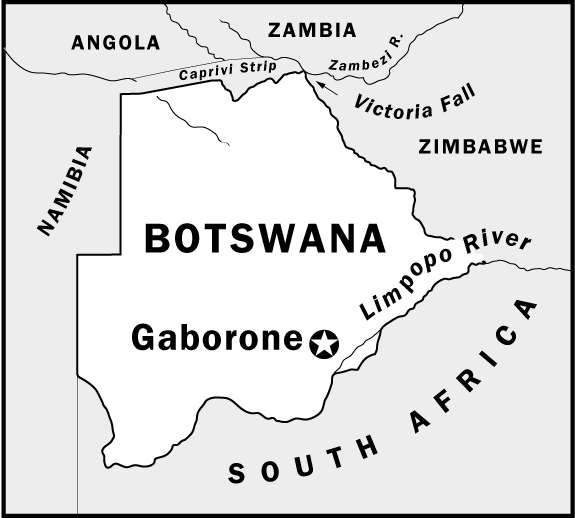 ZAMBIA
ANGOLA
Zambezi R.
Caprivi Strip
Victoria Fall
ZIMBABWE
NAMIBIA
BOTSWANA
Limpopo River
Gaborone
SOUTH AFRICA